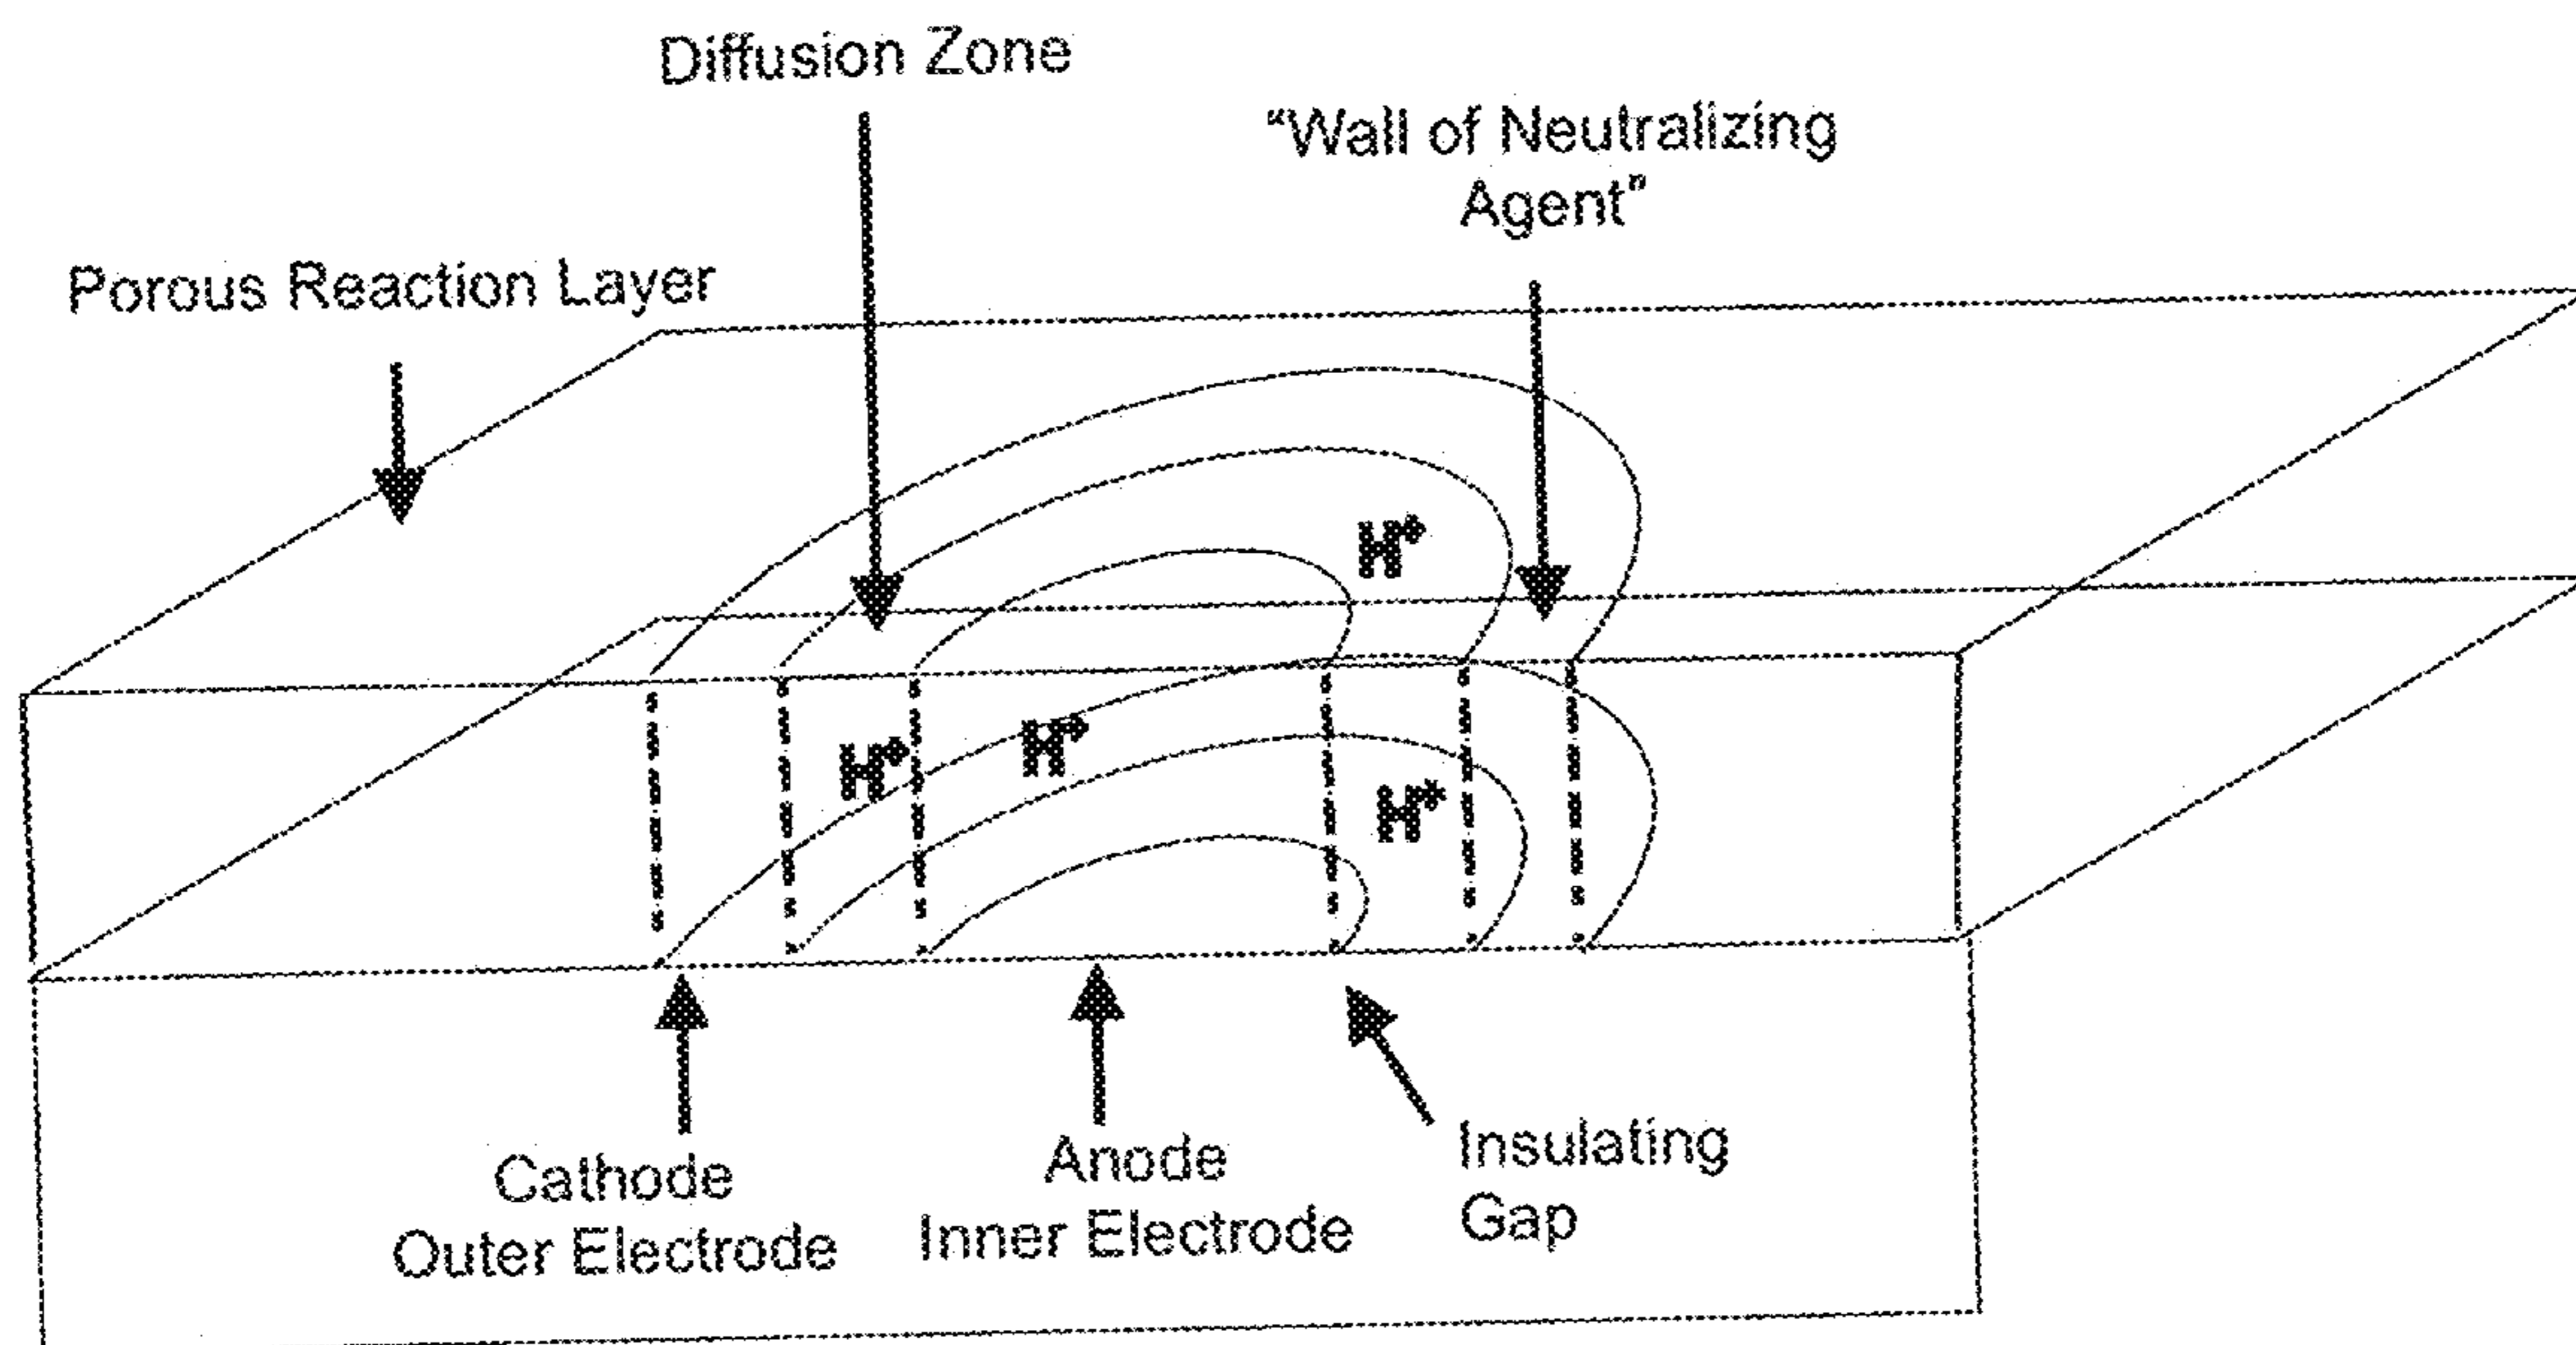 Diffusion Zone
“Wall of Neutralizing
Agent”
Porous Reaction Layer
H⁺
H⁺
H⁺
H⁺
Cathode
Outer Electrode
Anode
Inner Electrode
Insulating
Gap